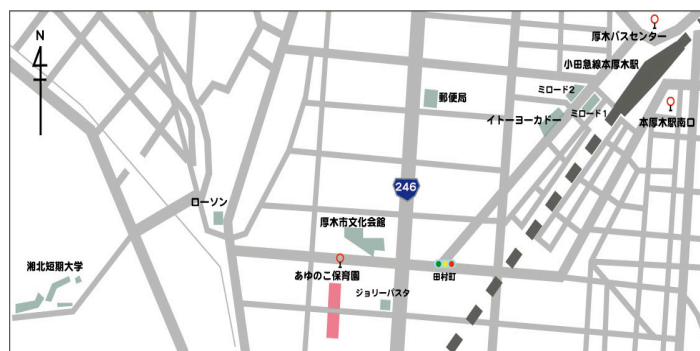 N
厚木バスセンター
小田急線本厚木駅
ミロード2
郵便局
ミロード1
イトーヨーカドー
本厚木駅南口
246
ローソン
厚木市文化会館
湘北短期大学
あゆのこ保育園
田村町
ジョリーパスタ